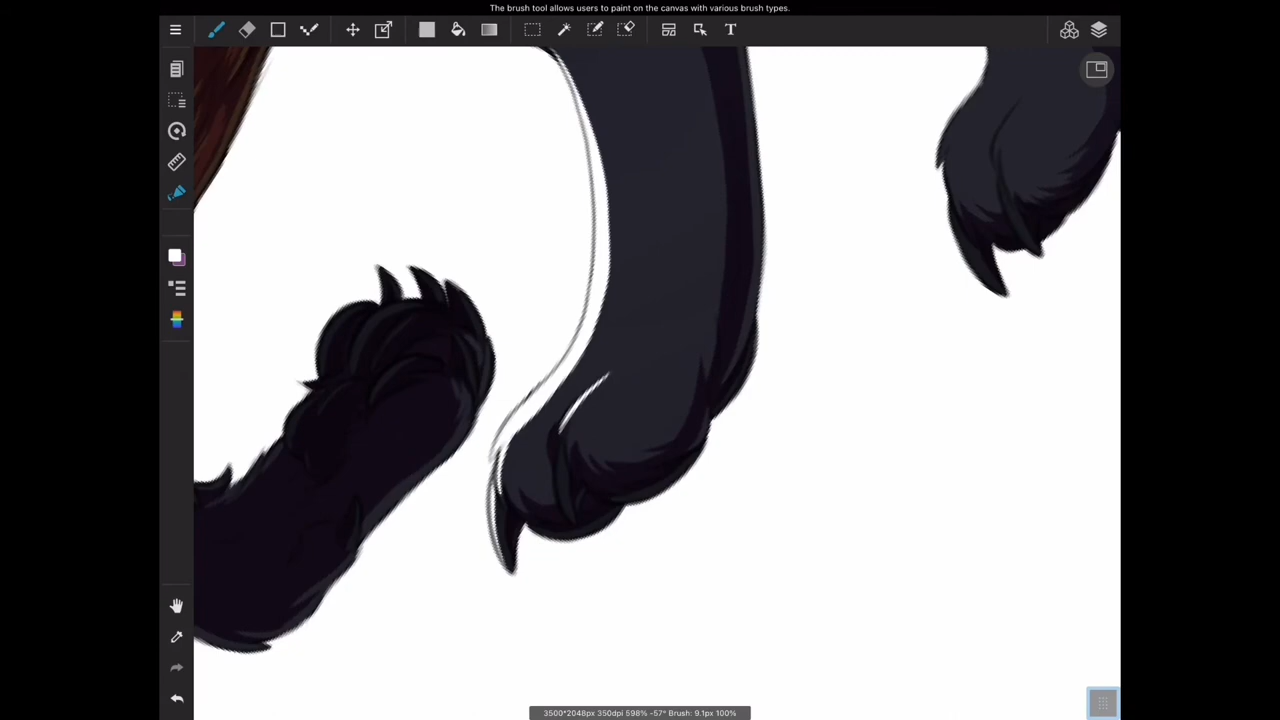 The brush tool allows users to paint on the canvas with various brush types.
T
3500*2048px 350dpi 598% -57° Brush: 9.1px 100%